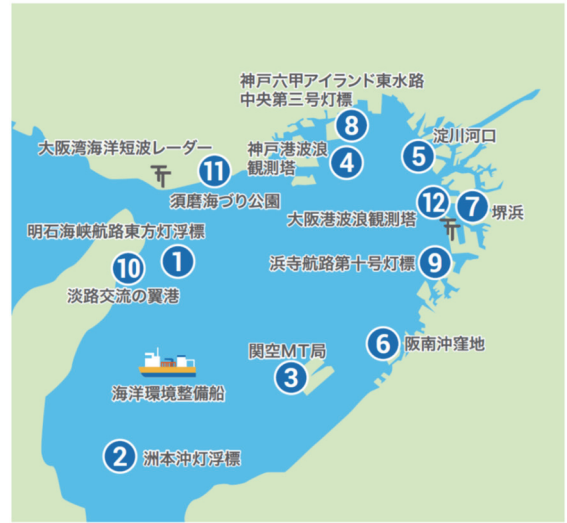 神戸六甲アイランド東水路
中央第三号灯標
8
淀川河口
5
大阪湾海洋短波レーダー
神戸港波浪
観測塔
4
11
須磨海づり公園
12
7
堺浜
大阪港波浪観測塔
明石海峡航路東方灯浮標
1
10
淡路交流の翼港
浜寺航路第十号灯標
9
関空MT局
3
6
阪南沖窪地
海洋環境整備船
2
洲本沖灯浮標